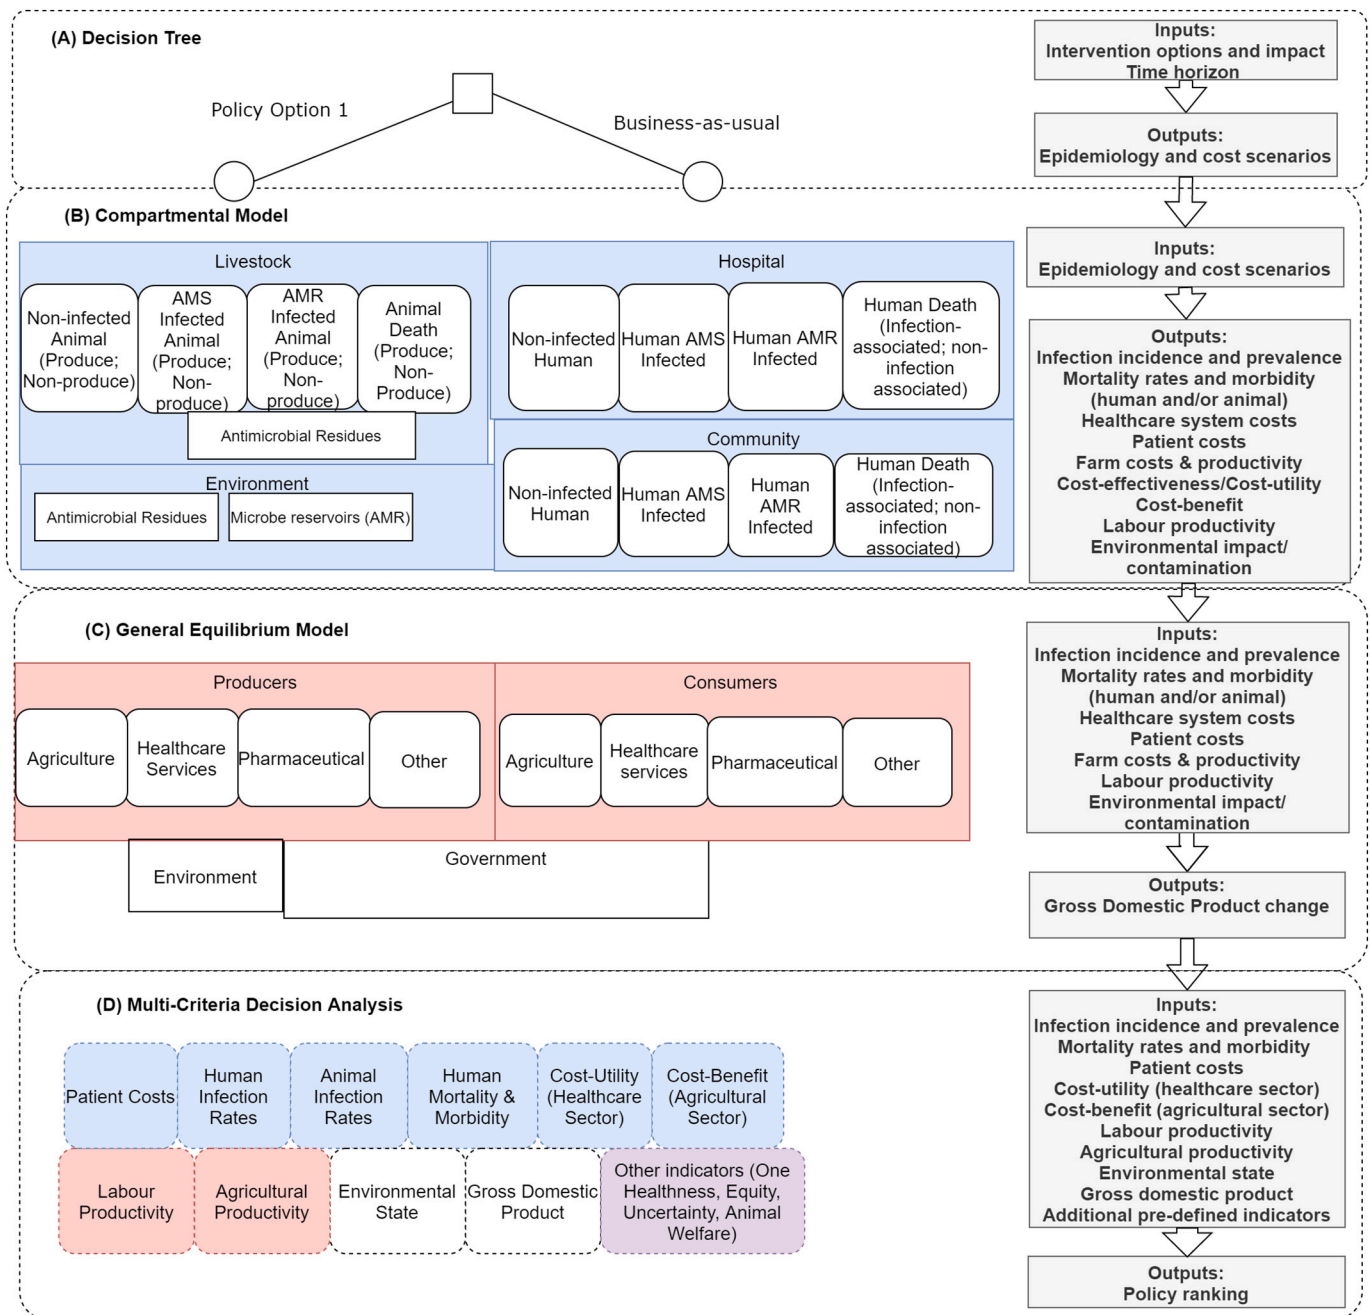 (A) Decision Tree
Policy Option 1
Business-as-usual
Inputs:
Intervention options and impact
Time horizon
Outputs:
Epidemiology and cost scenarios
(B) Compartmental Model
Livestock
Non-infected
Animal
(Produce;
Non-produce)
AMS
Infected
Animal
(Produce;
Non-
produce)
AMR
Infected
Animal
(Produce;
Non-
produce)
Animal
Death
(Produce;
Non-
Produce)
Antimicrobial Residues
Environment
Antimicrobial Residues
Microbe reservoirs (AMR)
Hospital
Non-infected
Human
Human AMS
Infected
Human AMR
Infected
Human Death
(Infection-
associated; non-
infection
associated)
Community
Non-infected
Human
Human AMS
Infected
Human
AMR
Infected
Human Death
(Infection-
associated; non-
infection
associated)
Inputs:
Epidemiology and cost scenarios
Outputs:
Infection incidence and prevalence
Mortality rates and morbidity
(human and/or animal)
Healthcare system costs
Patient costs
Farm costs & productivity
Cost-effectiveness/Cost-utility
Cost-benefit
Labour productivity
Environmental impact/
contamination
(C) General Equilibrium Model
Producers
Agriculture
Healthcare
Services
Pharmaceutical
Other
Consumers
Agriculture
Healthcare
services
Pharmaceutical
Other
Environment
Government
Inputs:
Infection incidence and prevalence
Mortality rates and morbidity
(human and/or animal)
Healthcare system costs
Patient costs
Farm costs & productivity
Labour productivity
Environmental impact/
contamination
Outputs:
Gross Domestic Product change
(D) Multi-Criteria Decision Analysis
Patient Costs
Human
Infection
Rates
Animal
Infection
Rates
Human
Mortality &
Morbidity
Cost-Utility
(Healthcare
Sector)
Cost-Benefit
(Agricultural
Sector)
Labour
Productivity
Agricultural
Productivity
Environmental
State
Gross Domestic
Product
Other indicators (One
Healthness, Equity,
Uncertainty, Animal
Welfare)
Inputs:
Infection incidence and prevalence
Mortality rates and morbidity
Patient costs
Cost-utility (healthcare sector)
Cost-benefit (agricultural sector)
Labour productivity
Agricultural productivity
Environmental state
Gross domestic product
Additional pre-defined indicators
Outputs:
Policy ranking